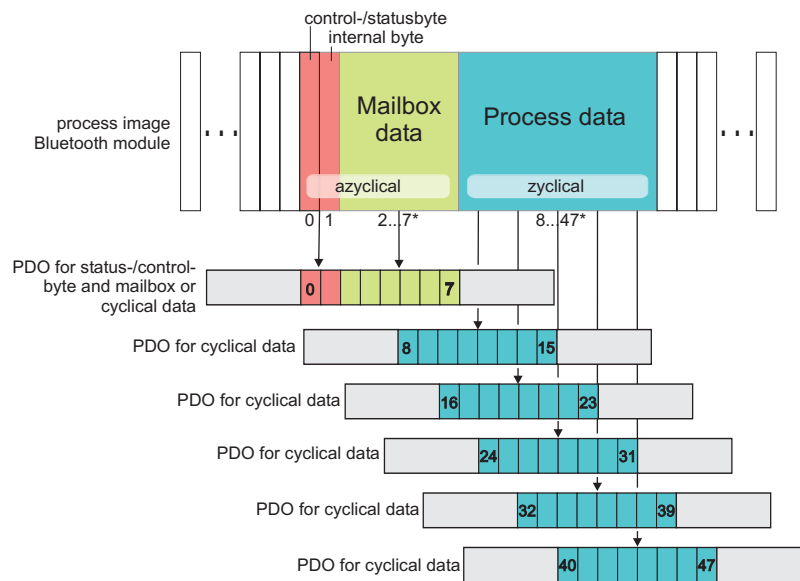 control-/statusbyte
internal byte
process image
Bluetooth module
Mailbox
data
Process data
azyclical
zyclical
0 1 2...7* 8...47*
PDO for status-/control-
byte and mailbox or
cyclical data
0 7
PDO for cyclical data 8 15
PDO for cyclical data 16 23
PDO for cyclical data 24 31
PDO for cyclical data 32 39
PDO for cyclical data 40 47